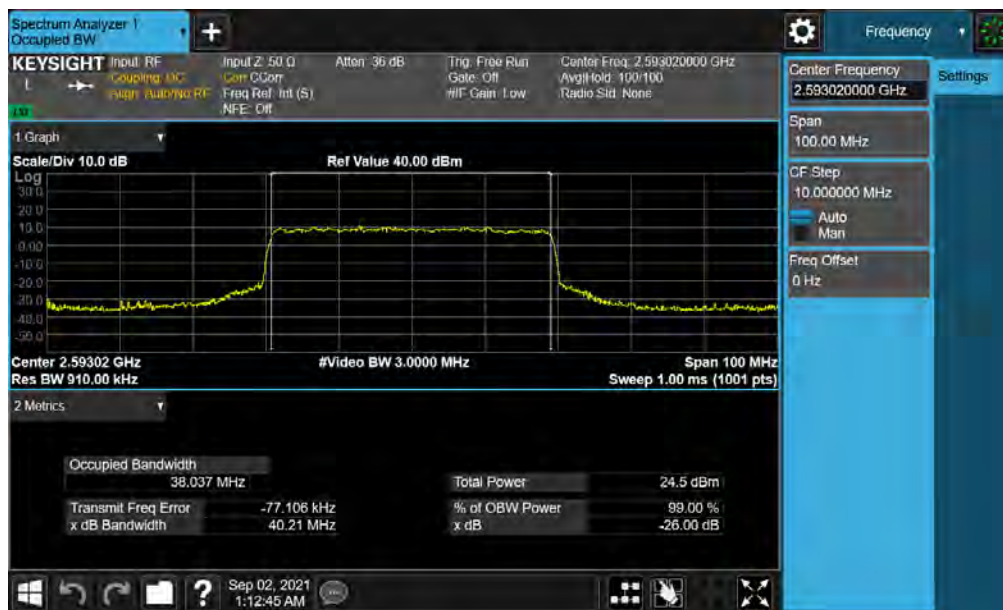 Spectrum Analyzer 1
Occupied BW
+
Frequency
KEYSIGHT Input: RF Input Z: 50 Ω Atten: 36 dB Trig: Free Run Center Freq: 2.593020000 GHz
L Coupling: DC Corr CCorr Gate: Off Avg|Hold: 100/100
Align: Auto/No RF Freq Ref: Int (S) #IF Gain: Low Radio Std: None
NFE: Off
Center Frequency
2.593020000 GHz
Settings
Span
100.00 MHz
CF Step
10.000000 MHz
Auto
Man
Freq Offset
0 Hz
1 Graph
Scale/Div 10.0 dB Ref Value 40.00 dBm
Log
30.0
20.0
10.0
0.00
-10.0
-20.0
-30.0
-40.0
-50.0
Center 2.59302 GHz #Video BW 3.0000 MHz Span 100 MHz
Res BW 910.00 kHz Sweep 1.00 ms (1001 pts)
2 Metrics
Occupied Bandwidth
38.037 MHz
Total Power 24.5 dBm
Transmit Freq Error -77.106 kHz % of OBW Power 99.00 %
x dB Bandwidth 40.21 MHz x dB -26.00 dB
?
Sep 02, 2021
1:12:45 AM